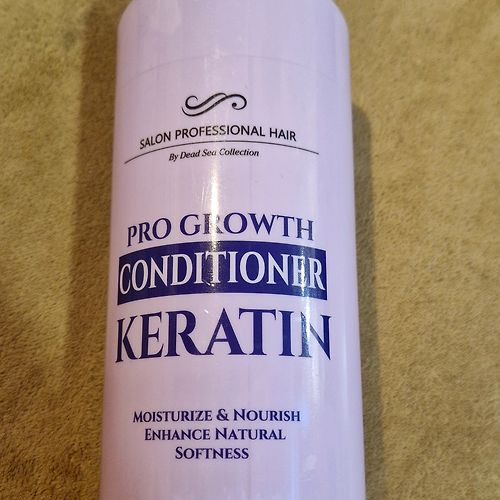 SALON PROFESSIONAL HAIR
By Dead Sea Collection
PRO GROWTH
CONDITIONER
KERATIN
MOISTURIZE & NOURISH
ENHANCE NATURAL
SOFTNESS